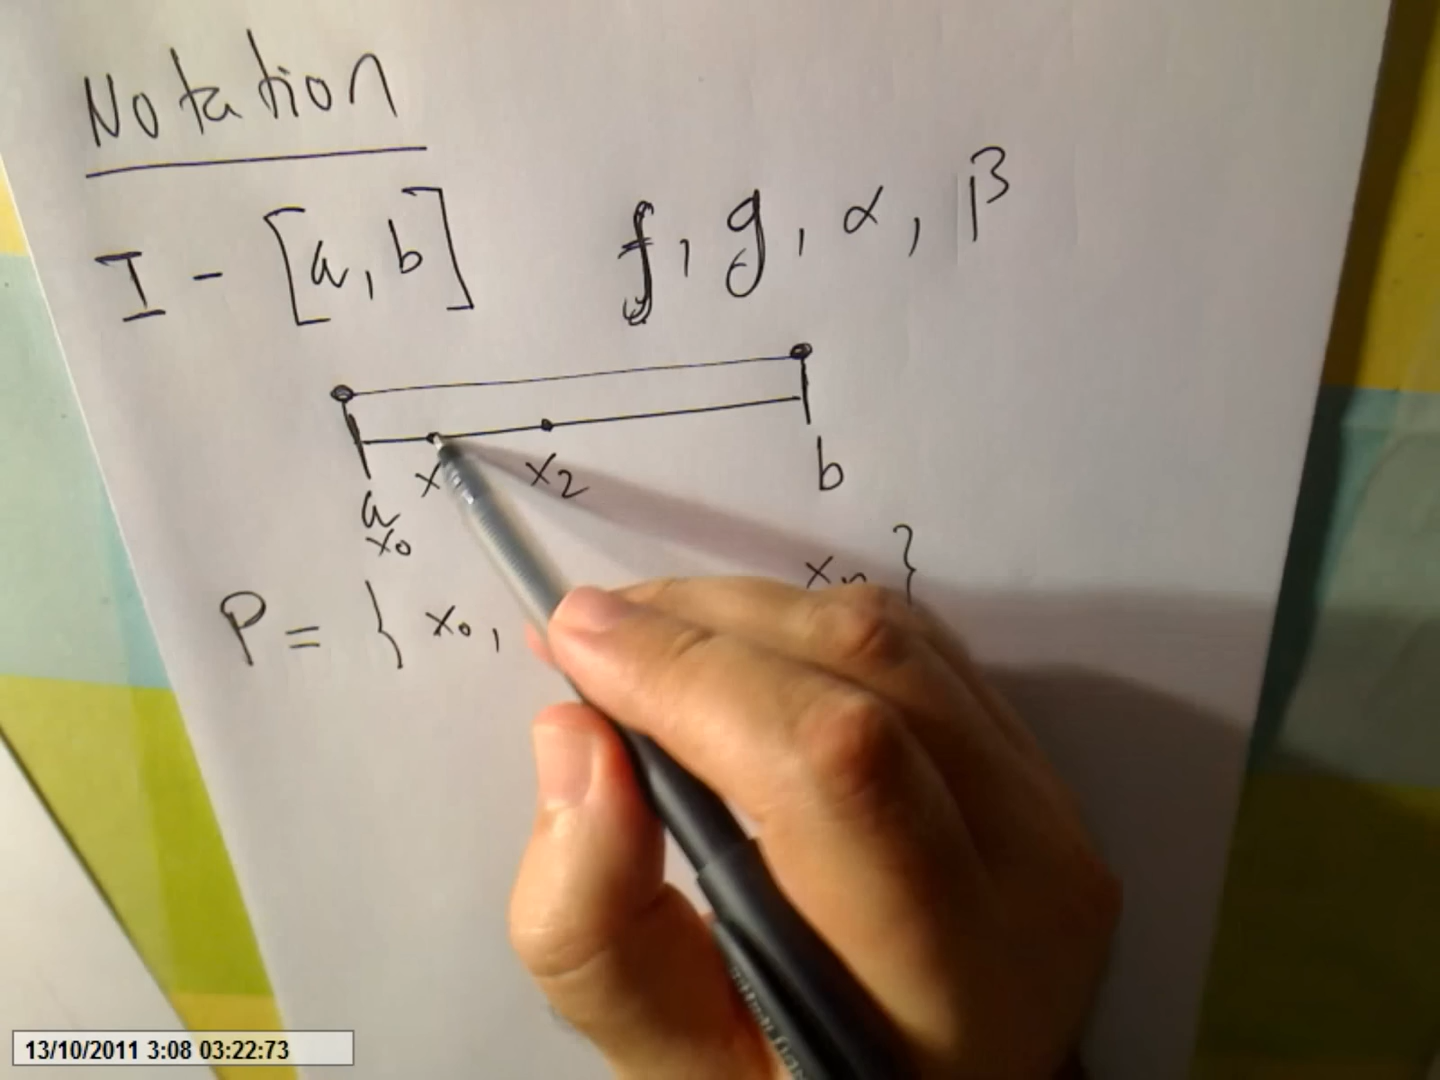 Notation
I - [a, b] f, g, α, β
x x2 b
a
x0
P = { x0, xn }
13/10/2011 3:08 03:22:73